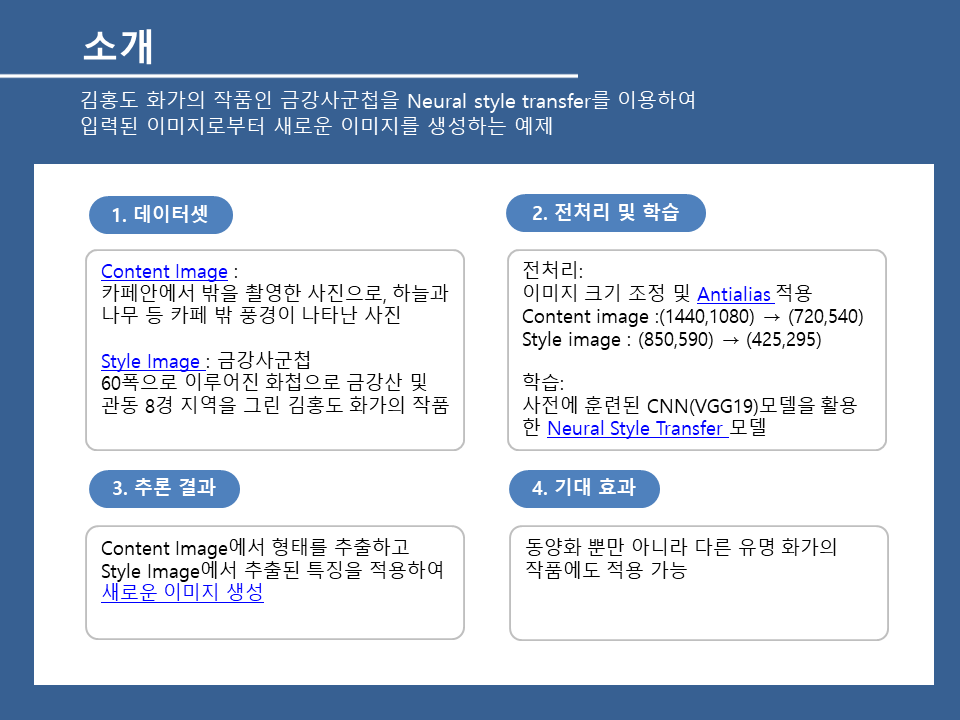 소개
김홍도 화가의 작품인 금강사군첩을 Neural style transfer를 이용하여
입력된 이미지로부터 새로운 이미지를 생성하는 예제
1. 데이터셋
Content Image :
카페안에서 밖을 촬영한 사진으로, 하늘과
나무 등 카페 밖 풍경이 나타난 사진
Style Image : 금강사군첩
60폭으로 이루어진 화첩으로 금강산 및
관동 8경 지역을 그린 김홍도 화가의 작품
2. 전처리 및 학습
전처리:
이미지 크기 조정 및 Antialias 적용
Content image :(1440,1080) → (720,540)
Style image : (850,590) → (425,295)
학습:
사전에 훈련된 CNN(VGG19)모델을 활용
한 Neural Style Transfer 모델
3. 추론 결과
Content Image에서 형태를 추출하고
Style Image에서 추출된 특징을 적용하여
새로운 이미지 생성
4. 기대 효과
동양화 뿐만 아니라 다른 유명 화가의
작품에도 적용 가능